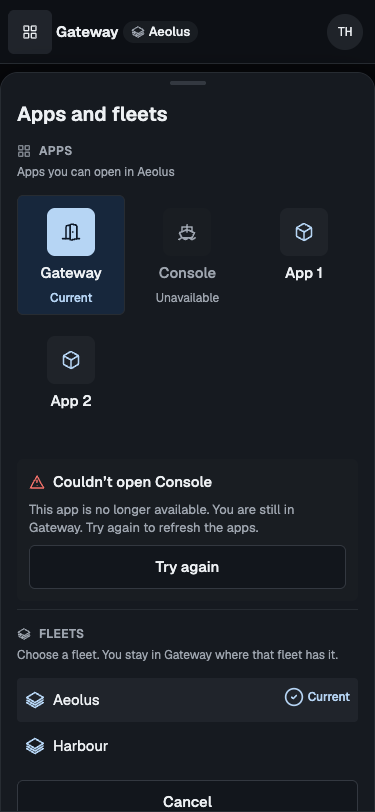 Gateway
Aeolus
TH
Apps and fleets
APPS
Apps you can open in Aeolus
Gateway
Current
Console
Unavailable
App 1
App 2
Couldn’t open Console
This app is no longer available. You are still in
Gateway. Try again to refresh the apps.
Try again
FLEETS
Choose a fleet. You stay in Gateway where that fleet has it.
Aeolus
Current
Harbour
Cancel